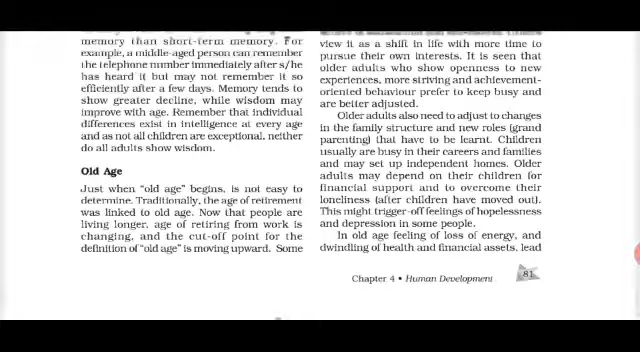 memory than short-term memory. For
example, a middle-aged person can remember
the telephone number immediately after s/he
has heard it but may not remember it so
efficiently after a few days. Memory tends to
show greater decline, while wisdom may
improve with age. Remember that individual
differences exist in intelligence at every age
and as not all children are exceptional, neither
do all adults show wisdom.
Old Age
Just when "old age" begins, is not easy to
determine. Traditionally, the age of retirement
was linked to old age. Now that people are
living longer, age of retiring from work is
changing, and the cut-off point for the
definition of "old age" is moving upward. Some
view it as a shift in life with more time to
pursue their own interests. It is seen that
older adults who show openness to new
experiences, more striving and achievement-
oriented behaviour prefer to keep busy and
are better adjusted.
Older adults also need to adjust to changes
in the family structure and new roles (grand
parenting) that have to be learnt. Children
usually are busy in their careers and families
and may set up independent homes. Older
adults may depend on their children for
financial support and to overcome their
loneliness (after children have moved out).
This might trigger-off feelings of hopelessness
and depression in some people.
In old age feeling of loss of energy, and
dwindling of health and financial assets, lead
Chapter 4 • Human Development
81